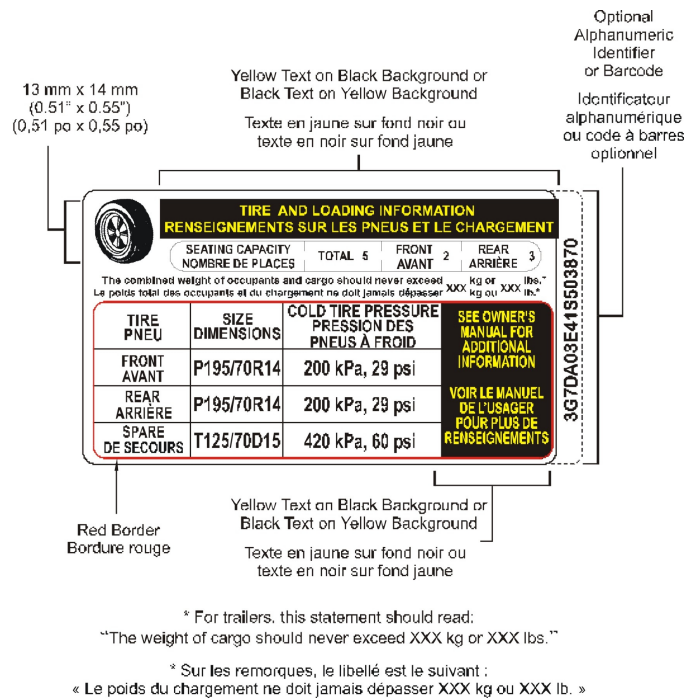 Optional
Alphanumeric
Identifier
or Barcode
Identificateur
alphanumérique
ou code à barres
optionnel
13 mm x 14 mm
(0.51" x 0.55")
(0,51 po x 0,55 po)
Yellow Text on Black Background or
Black Text on Yellow Background
Texte en jaune sur fond noir ou
texte en noir sur fond jaune
TIRE AND LOADING INFORMATION
RENSEIGNEMENTS SUR LES PNEUS ET LE CHARGEMENT
SEATING CAPACITY
NOMBRE DE PLACES
TOTAL 5
FRONT
AVANT 2
REAR
ARRIÈRE 3
The combined weight of occupants and cargo should never exceed XXX kg or XXX lbs.*
Le poids total des occupants et du chargement ne doit jamais dépasser XXX kg ou XXX lb.*
TIRE
PNEU
SIZE
DIMENSIONS
COLD TIRE PRESSURE
PRESSION DES
PNEUS À FROID
FRONT
AVANT
P195/70R14
200 kPa, 29 psi
REAR
ARRIÈRE
P195/70R14
200 kPa, 29 psi
SPARE
DE SECOURS
T125/70D15
420 kPa, 60 psi
SEE OWNER'S
MANUAL FOR
ADDITIONAL
INFORMATION
VOIR LE MANUEL
DE L'USAGER
POUR PLUS DE
RENSEIGNEMENTS
3G7DA03E41S503870
Red Border
Bordure rouge
Yellow Text on Black Background or
Black Text on Yellow Background
Texte en jaune sur fond noir ou
texte en noir sur fond jaune
* For trailers, this statement should read:
"The weight of cargo should never exceed XXX kg or XXX lbs."
* Sur les remorques, le libellé est le suivant :
« Le poids du chargement ne doit jamais dépasser XXX kg ou XXX lb. »